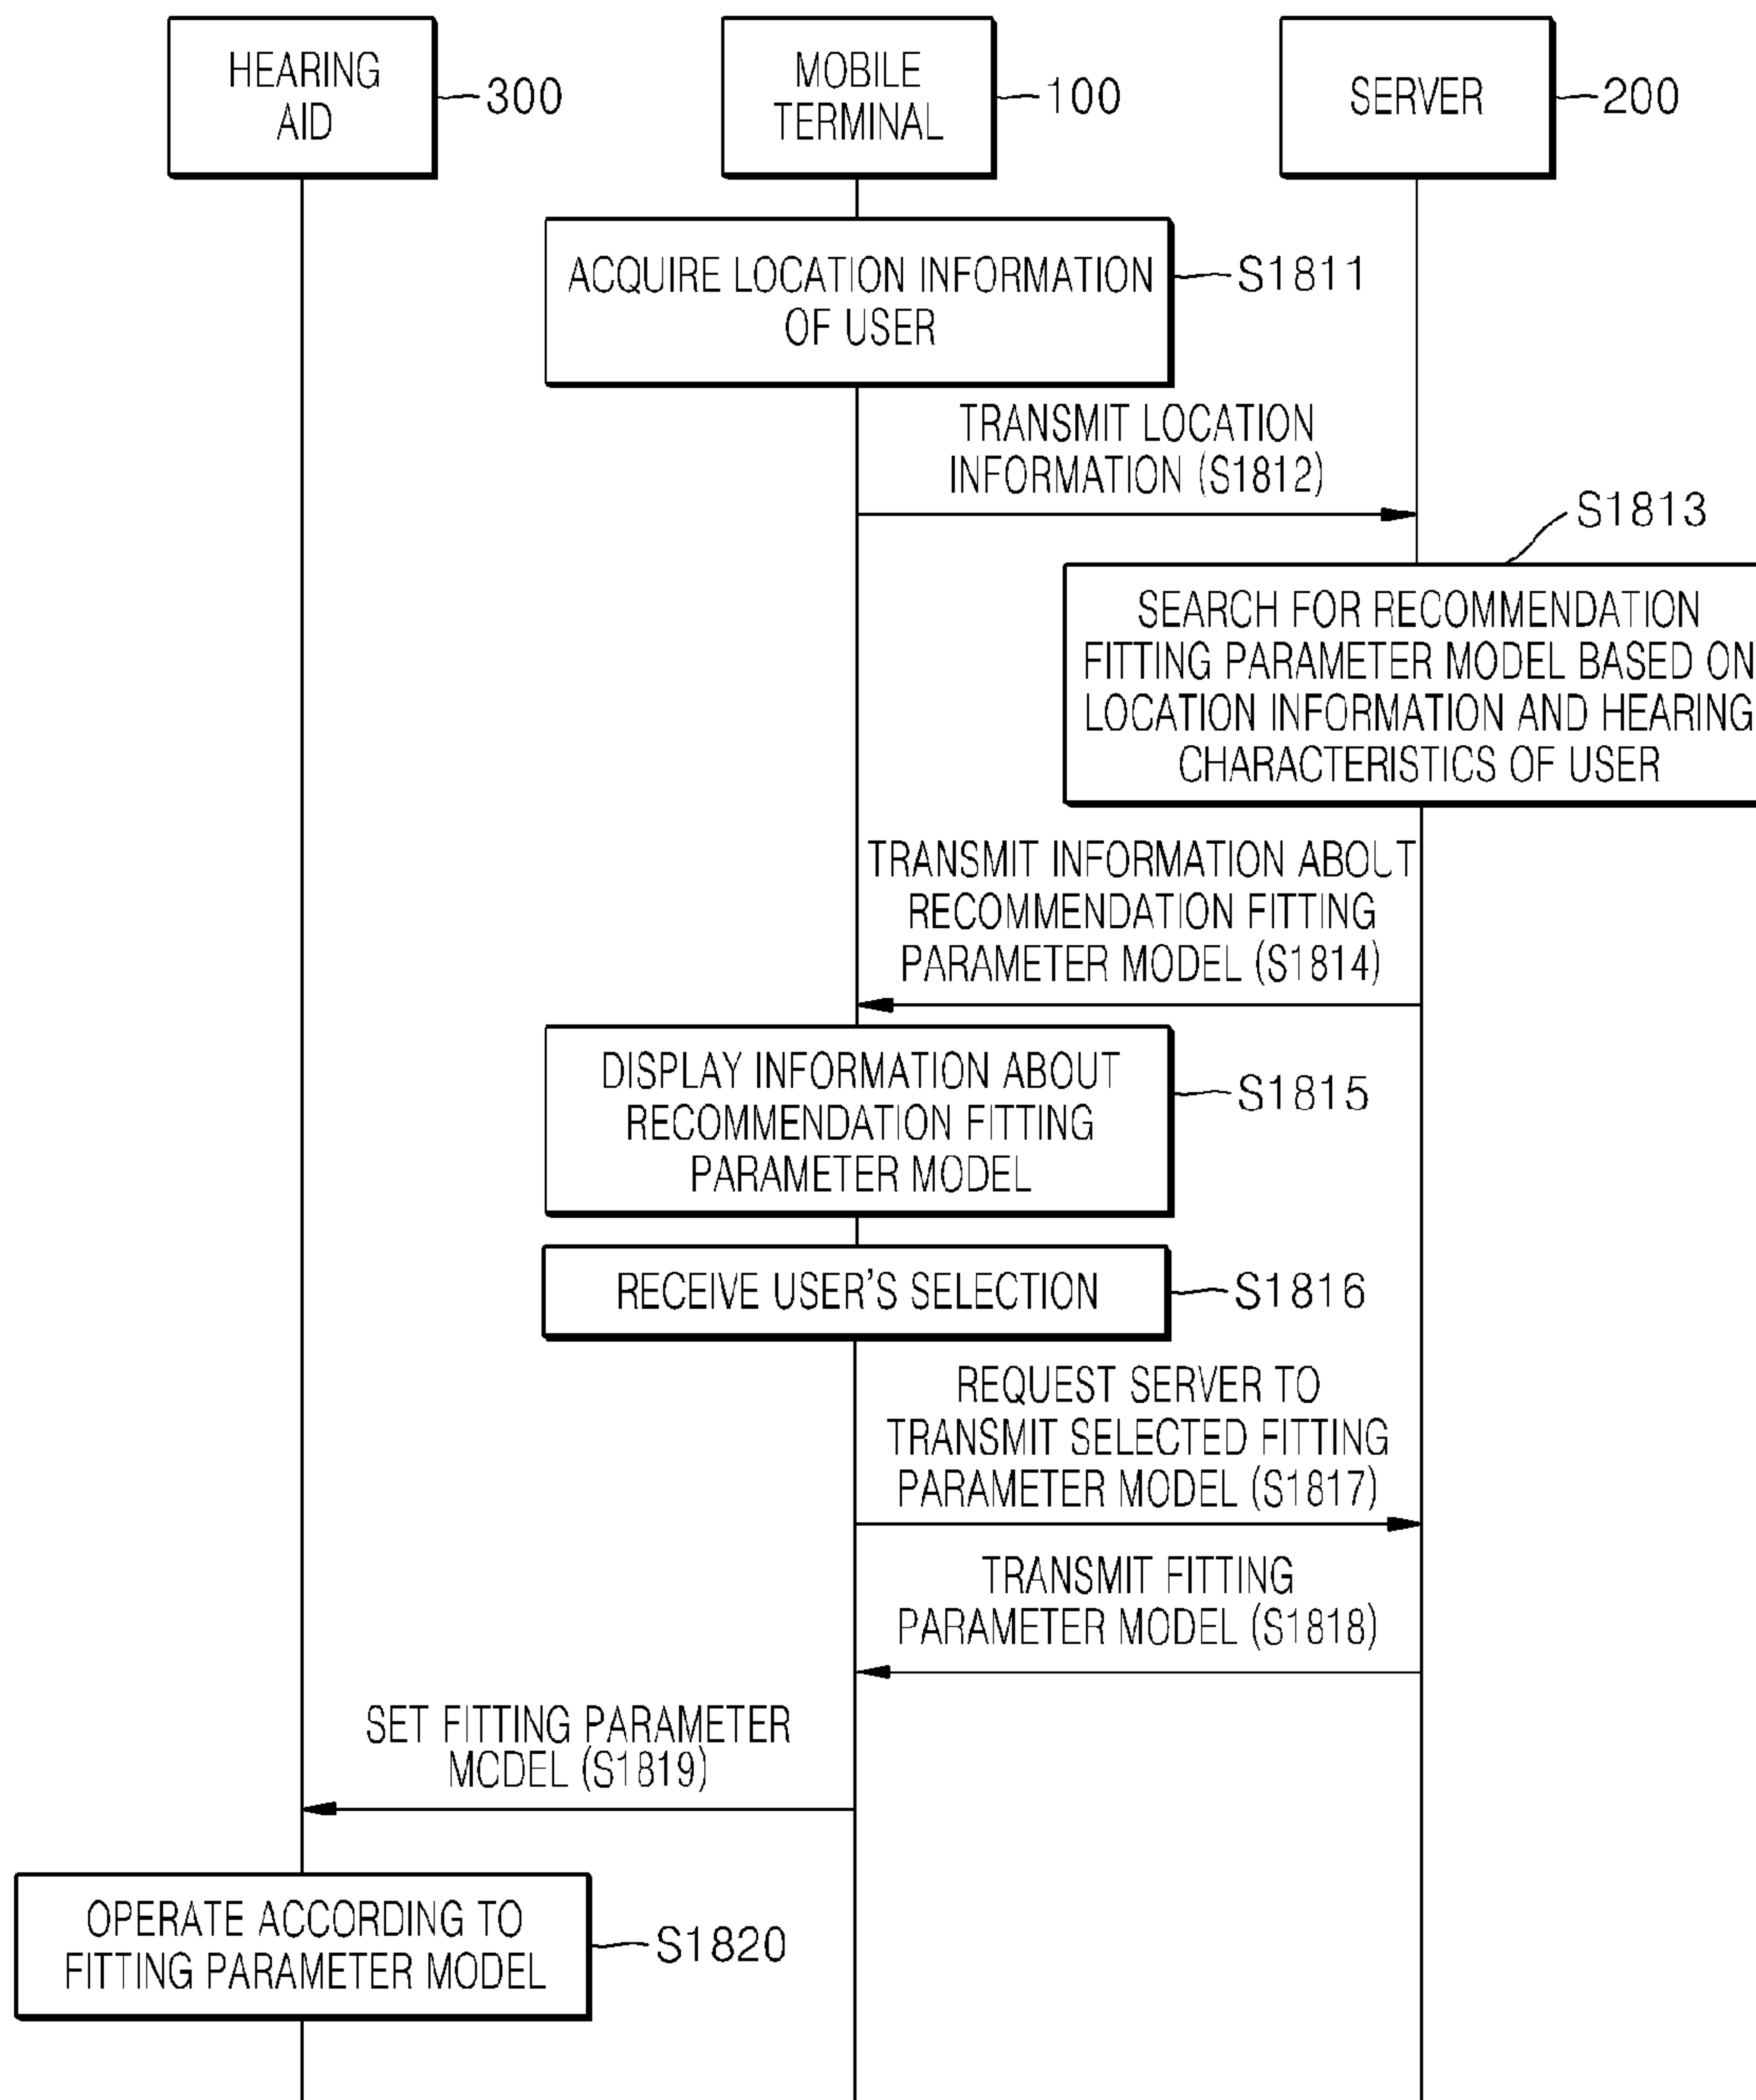 HEARING
AID
300
MOBILE
TERMINAL
100
SERVER
200
ACQUIRE LOCATION INFORMATION
OF USER
S1811
TRANSMIT LOCATION
INFORMATION (S1812)
S1813
SEARCH FOR RECOMMENDATION
FITTING PARAMETER MODEL BASED ON
LOCATION INFORMATION AND HEARING
CHARACTERISTICS OF USER
TRANSMIT INFORMATION ABOUT
RECOMMENDATION FITTING
PARAMETER MODEL (S1814)
DISPLAY INFORMATION ABOUT
RECOMMENDATION FITTING
PARAMETER MODEL
S1815
RECEIVE USER'S SELECTION
S1816
REQUEST SERVER TO
TRANSMIT SELECTED FITTING
PARAMETER MODEL (S1817)
TRANSMIT FITTING
PARAMETER MODEL (S1818)
SET FITTING PARAMETER
MODEL (S1819)
OPERATE ACCORDING TO
FITTING PARAMETER MODEL
S1820